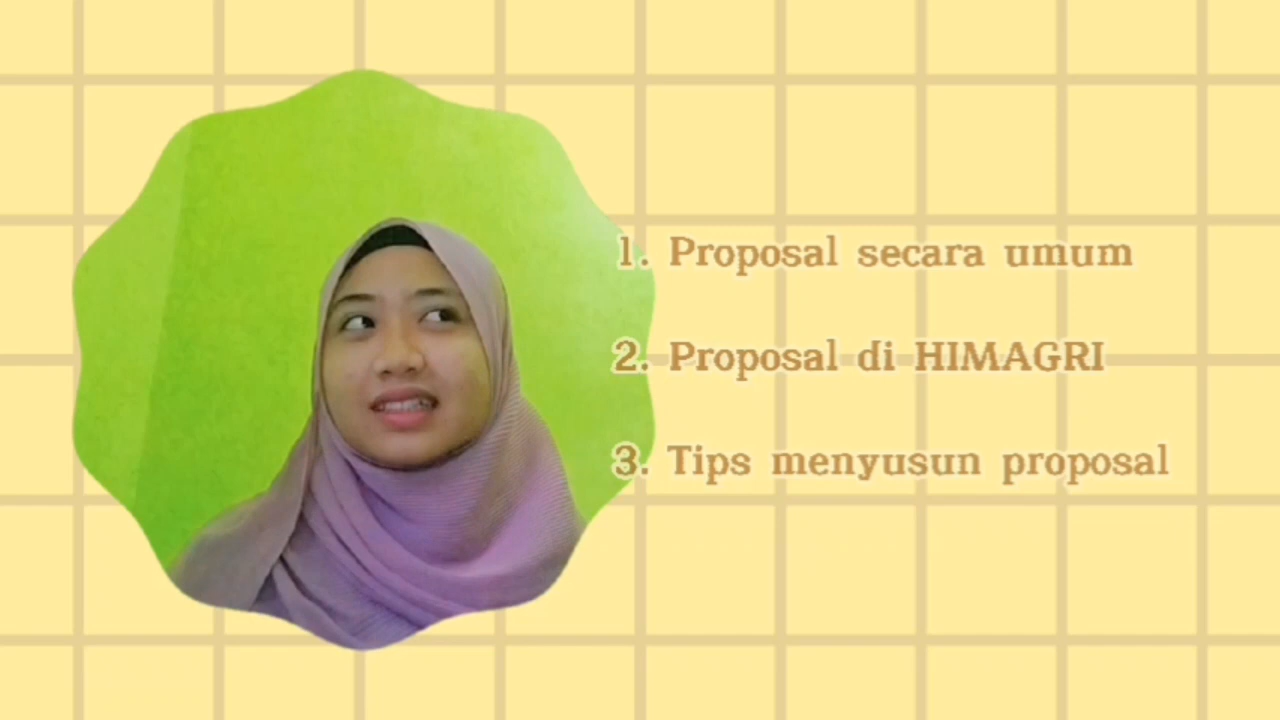 1. Proposal secara umum
2. Proposal di HIMAGRI
3. Tips menyusun proposal